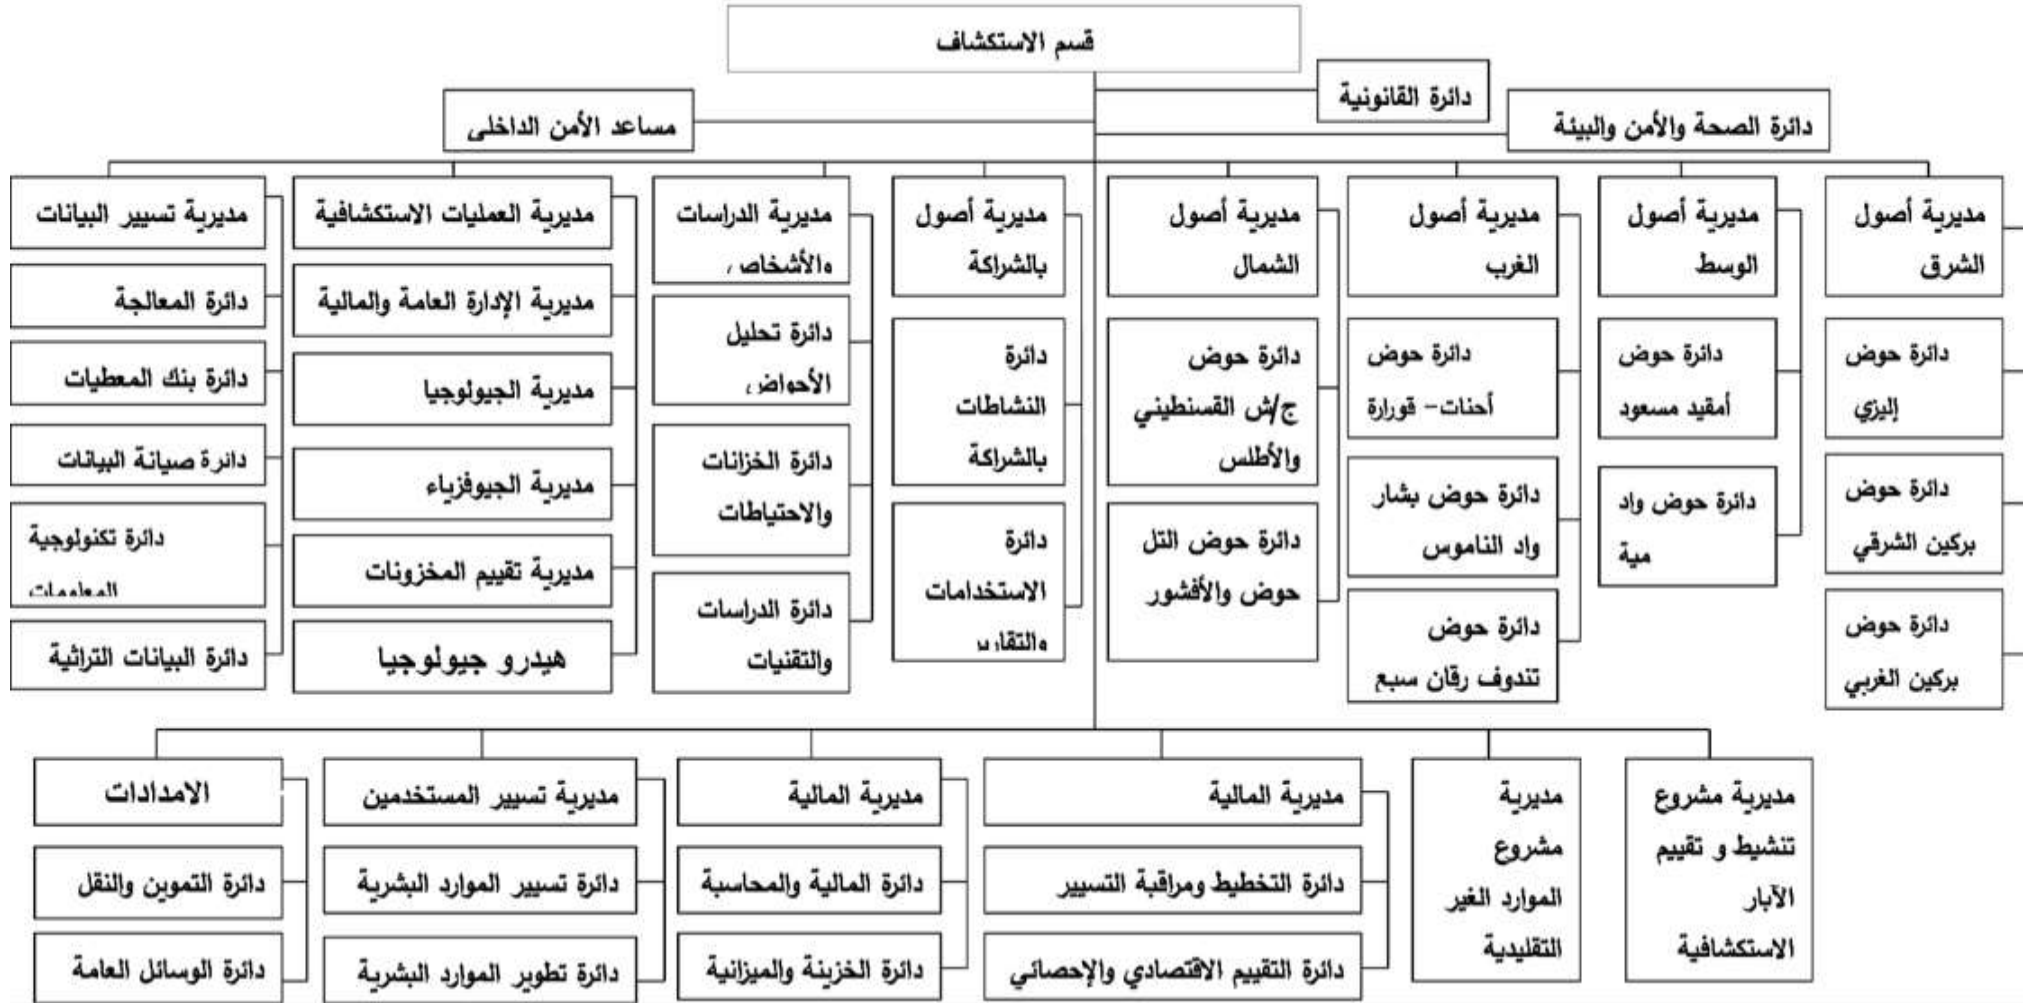 قسم الاستكشاف
دائرة القانونية
دائرة الصحة والأمن والبيئة
مساعد الأمن الداخلي
مديرية أصول
الشرق
دائرة حوض
إليزي
دائرة حوض
بركين الشرقي
دائرة حوض
بركين الغربي
مديرية أصول
الوسط
دائرة حوض
أمقيد مسعود
دائرة حوض واد
مية
مديرية أصول
الغرب
دائرة حوض
أحنات- قورارة
دائرة حوض بشار
واد الناموس
دائرة حوض
تندوف رقان سبع
مديرية أصول
الشمال
دائرة حوض
ج/ش القسنطيني
والأطلس
دائرة حوض التل
حوض والأفشور
مديرية أصول
بالشراكة
دائرة
النشاطات
بالشراكة
دائرة
الاستخدامات
والتقارير
مديرية الدراسات
والأشخاص
دائرة تحليل
الأحواض
دائرة الخزانات
والاحتياطات
دائرة الدراسات
والتقنيات
مديرية العمليات الاستكشافية
مديرية الإدارة العامة والمالية
مديرية الجيولوجيا
مديرية الجيوفزياء
مديرية تقييم المخزونات
هيدرو جيولوجيا
مديرية تسيير البيانات
دائرة المعالجة
دائرة بنك المعطيات
دائرة صيانة البيانات
دائرة تكنولوجية
المعلومات
دائرة البيانات التراثية
مديرية مشروع
تنشيط و تقييم
الآبار
الاستكشافية
مديرية
مشروع
الموارد الغير
التقليدية
مديرية المالية
دائرة التخطيط ومراقبة التسيير
دائرة التقييم الاقتصادي والإحصائي
مديرية المالية
دائرة المالية والمحاسبة
دائرة الخزينة والميزانية
مديرية تسيير المستخدمين
دائرة تسيير الموارد البشرية
دائرة تطوير الموارد البشرية
الامدادات
دائرة التموين والنقل
دائرة الوسائل العامة